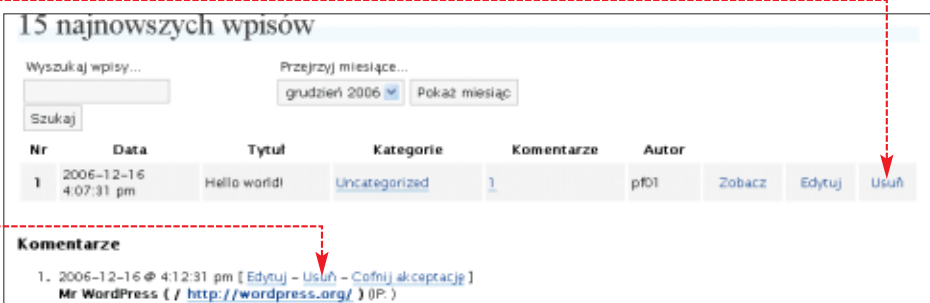 15 najnowszych wpisów
Wyszukaj wpisy... Przejrzyj miesiące...
grudzień 2006 Pokaż miesiąc
Szukaj
Nr Data Tytuł Kategorie Komentarze Autor
1 2006-12-16 4:07:31 pm Hello world! Uncategorized 1 pf01 Zobacz Edytuj Usuń
Komentarze
1. 2006-12-16 @ 4:12:31 pm [ Edytuj – Usuń – Cofnij akceptację ]
Mr WordPress ( / http://wordpress.org/ ) (IP: )